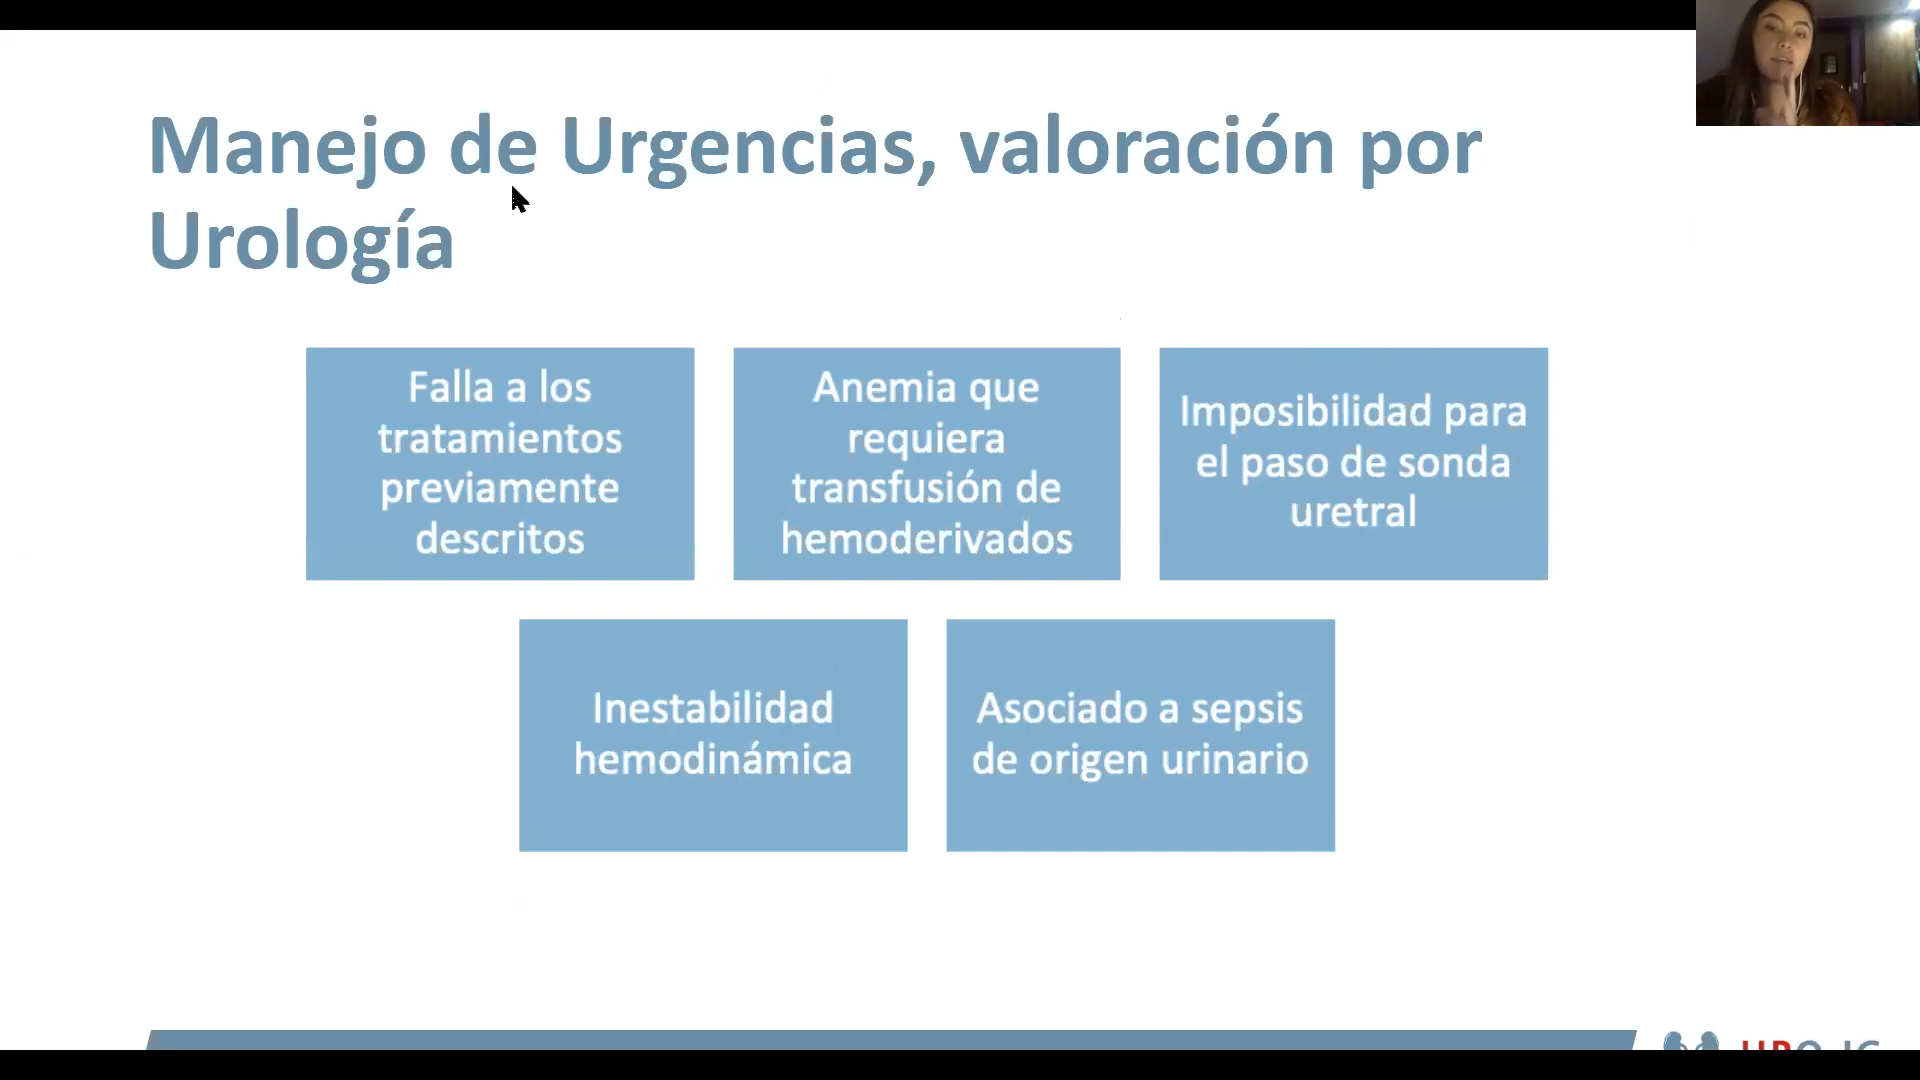 Manejo de Urgencias, valoración por
Urología
Falla a los
tratamientos
previamente
descritos
Anemia que
requiera
transfusión de
hemoderivados
Imposibilidad para
el paso de sonda
uretral
Inestabilidad
hemodinámica
Asociado a sepsis
de origen urinario